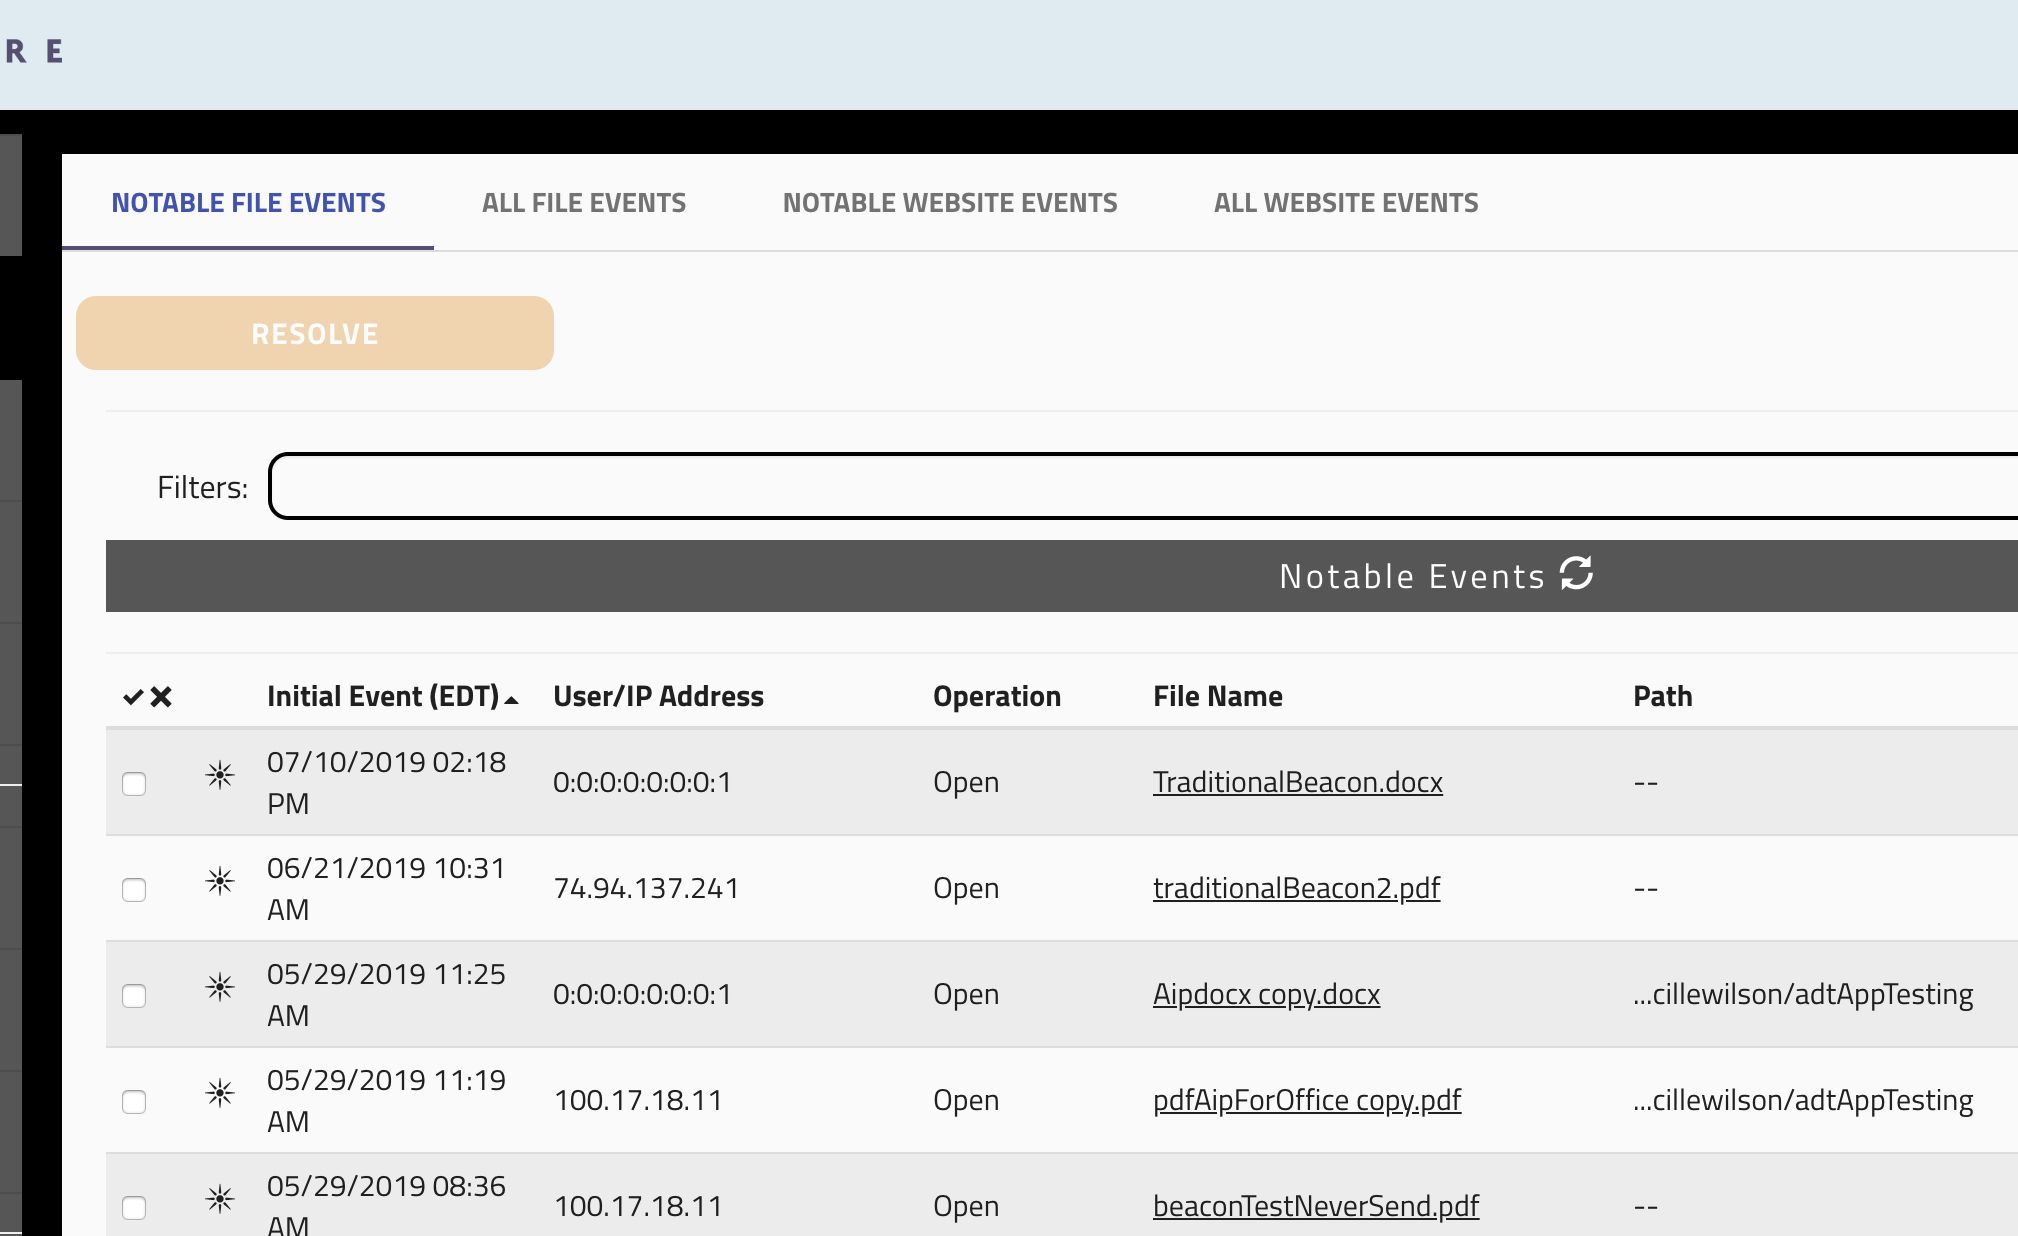 R E
NOTABLE FILE EVENTS ALL FILE EVENTS NOTABLE WEBSITE EVENTS ALL WEBSITE EVENTS
RESOLVE
Filters:
Notable Events
Initial Event (EDT) User/IP Address Operation File Name Path
07/10/2019 02:18
PM
0:0:0:0:0:0:0:1 Open TraditionalBeacon.docx --
06/21/2019 10:31
AM
74.94.137.241 Open traditionalBeacon2.pdf --
05/29/2019 11:25
AM
0:0:0:0:0:0:0:1 Open Aipdocx copy.docx ...cillewilson/adtAppTesting
05/29/2019 11:19
AM
100.17.18.11 Open pdfAipForOffice copy.pdf ...cillewilson/adtAppTesting
05/29/2019 08:36
AM
100.17.18.11 Open beaconTestNeverSend.pdf --